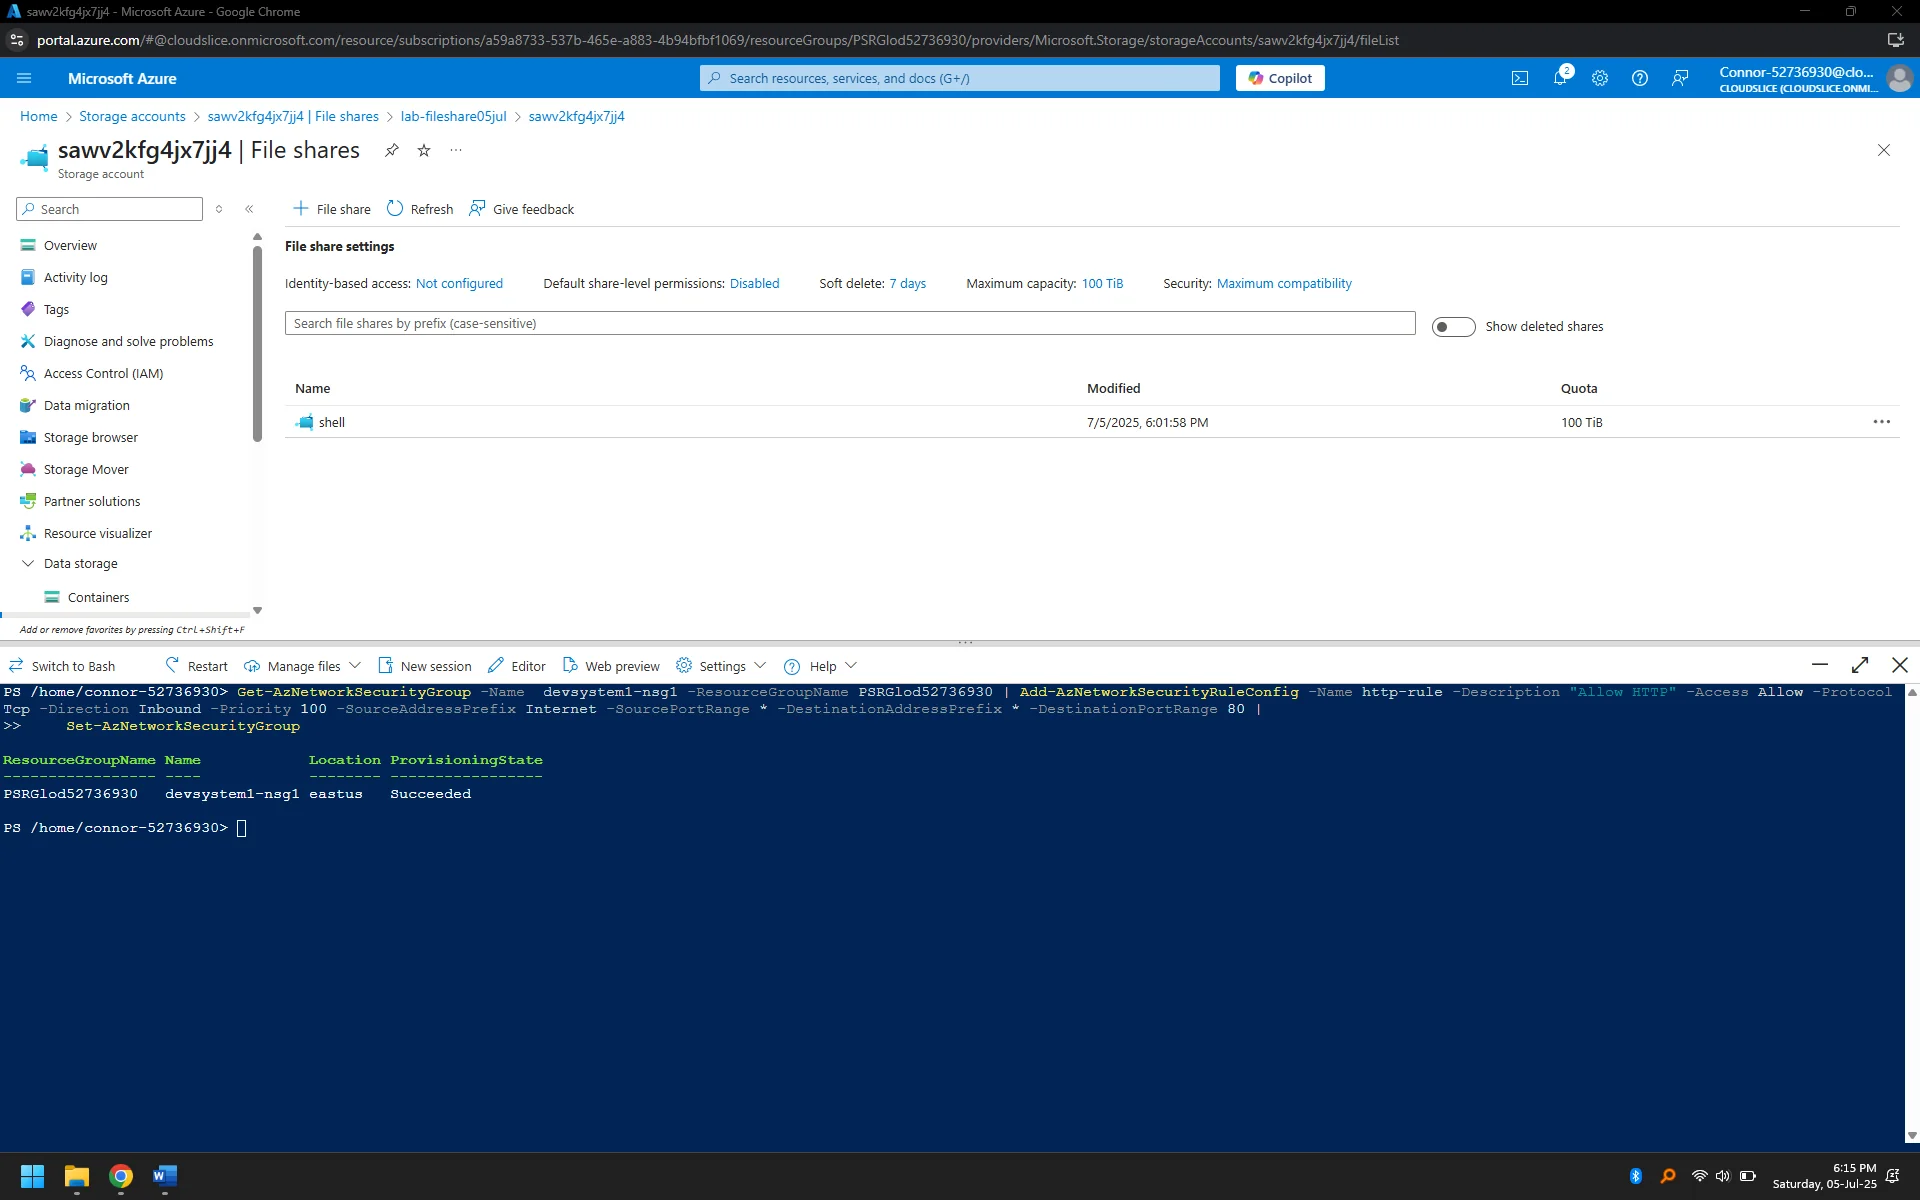 sawv2kfg4jx7jj4 - Microsoft Azure - Google Chrome
portal.azure.com/#@cloudslice.onmicrosoft.com/resource/subscriptions/a59a8733-537b-465e-a883-4b94bfbf1069/resourceGroups/PSRGlod52736930/providers/Microsoft.Storage/storageAccounts/sawv2kfg4jx7jj4/fileList
Microsoft Azure
Search resources, services, and docs (G+/)
Copilot
2
Connor-52736930@clo...
CLOUDSLICE (CLOUDSLICE.ONMI...
Home > Storage accounts > sawv2kfg4jx7jj4 | File shares > lab-fileshare05jul > sawv2kfg4jx7jj4
sawv2kfg4jx7jj4 | File shares
Storage account
Search
File share
Refresh
Give feedback
Overview
Activity log
Tags
Diagnose and solve problems
Access Control (IAM)
Data migration
Storage browser
Storage Mover
Partner solutions
Resource visualizer
Data storage
Containers
Add or remove favorites by pressing Ctrl+Shift+F
File share settings
Identity-based access: Not configured
Default share-level permissions: Disabled
Soft delete: 7 days
Maximum capacity: 100 TiB
Security: Maximum compatibility
Search file shares by prefix (case-sensitive)
Show deleted shares
Name Modified Quota
shell 7/5/2025, 6:01:58 PM 100 TiB
Switch to Bash
Restart
Manage files
New session
Editor
Web preview
Settings
Help
PS /home/connor-52736930> Get-AzNetworkSecurityGroup -Name  devsystem1-nsg1 -ResourceGroupName PSRGlod52736930 | Add-AzNetworkSecurityRuleConfig -Name http-rule -Description "Allow HTTP" -Access Allow -Protocol
Tcp -Direction Inbound -Priority 100 -SourceAddressPrefix Internet -SourcePortRange * -DestinationAddressPrefix * -DestinationPortRange 80 |
>>     Set-AzNetworkSecurityGroup
ResourceGroupName Name            Location ProvisioningState
----------------- ----            -------- -----------------
PSRGlod52736930   devsystem1-nsg1 eastus   Succeeded
PS /home/connor-52736930>
6:15 PM
Saturday, 05-Jul-25